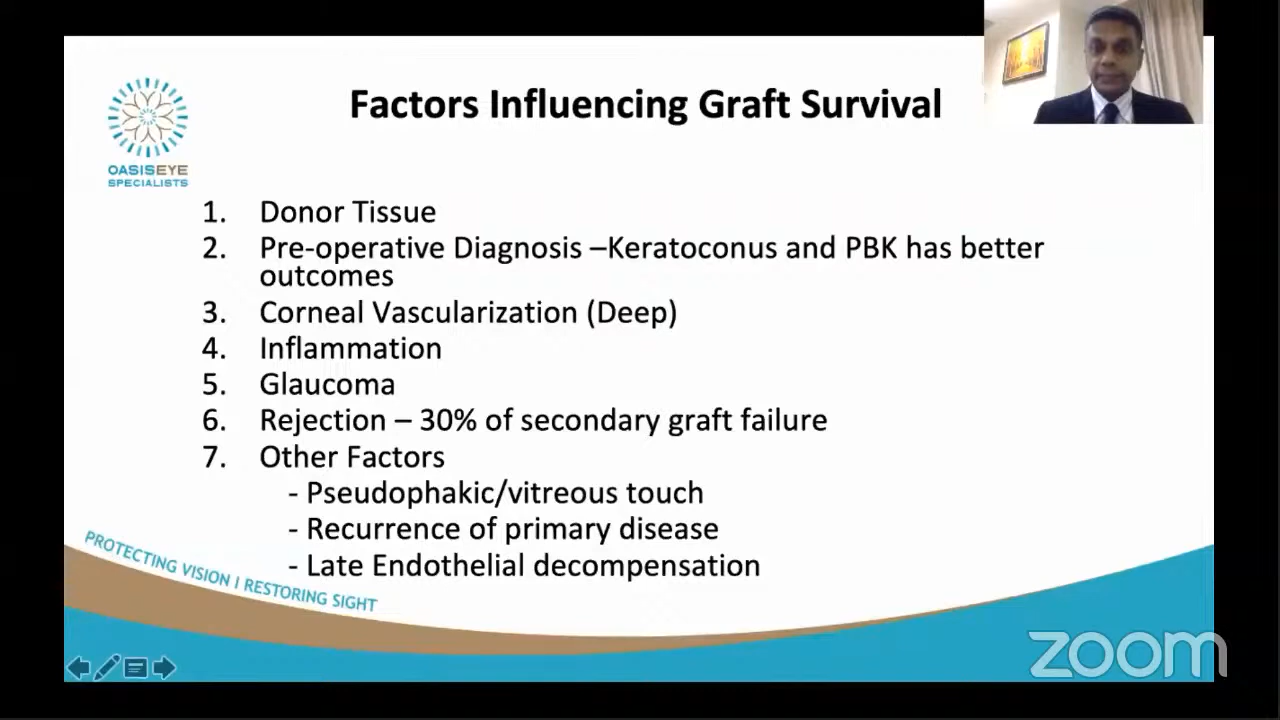 Factors Influencing Graft Survival
OASISEYE
SPECIALISTS
1. Donor Tissue
2. Pre-operative Diagnosis –Keratoconus and PBK has better
outcomes
3. Corneal Vascularization (Deep)
4. Inflammation
5. Glaucoma
6. Rejection – 30% of secondary graft failure
7. Other Factors
- Pseudophakic/vitreous touch
- Recurrence of primary disease
- Late Endothelial decompensation
PROTECTING VISION I RESTORING SIGHT
zoom